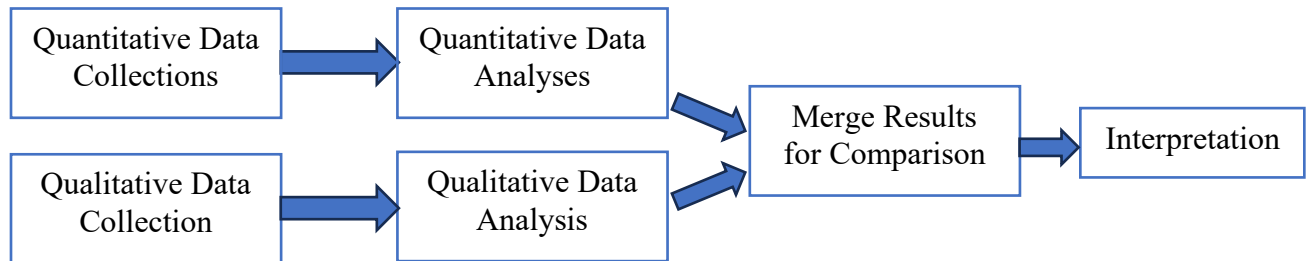 Quantitative Data
Collections
Quantitative Data
Analyses
Qualitative Data
Collection
Qualitative Data
Analysis
Merge Results
for Comparison
Interpretation